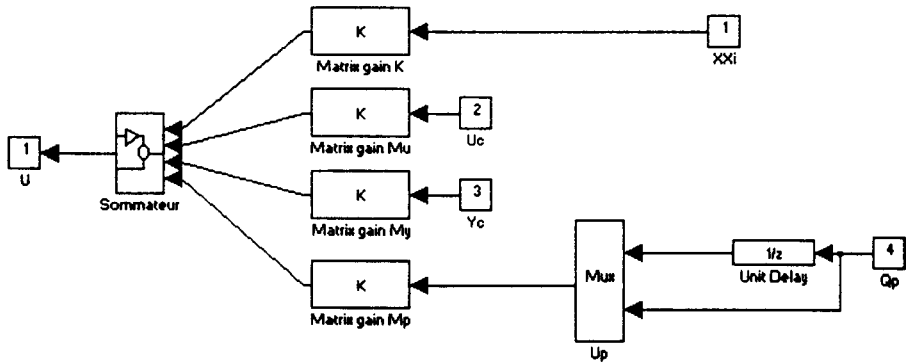 K
Matrix gain K
1
XXi
K
Matrix gain Mu
2
Uc
1
U
Sommateur
K
Matrix gain My
3
Yc
K
Matrix gain Mp
Mux
Up
1/z
Unit Delay
4
Qp